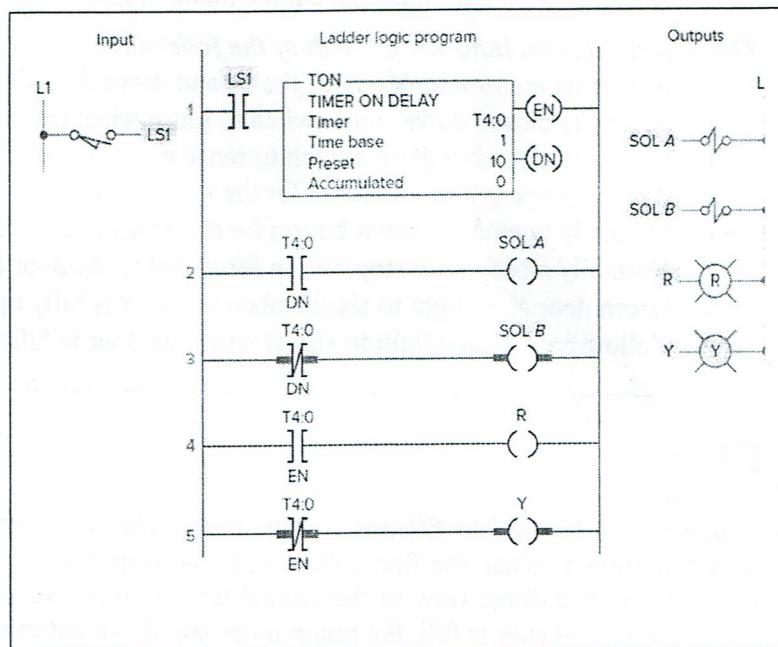 Input
Ladder logic program
Outputs
L1
LS1
L
1
LS1
TON
TIMER ON DELAY
Timer T4:0
Time base 1
Preset 10
Accumulated 0
EN
DN
SOL A
SOL B
2
T4:0
DN
SOL A
3
T4:0
DN
SOL B
R
R
4
T4:0
EN
R
Y
5
T4:0
EN
Y